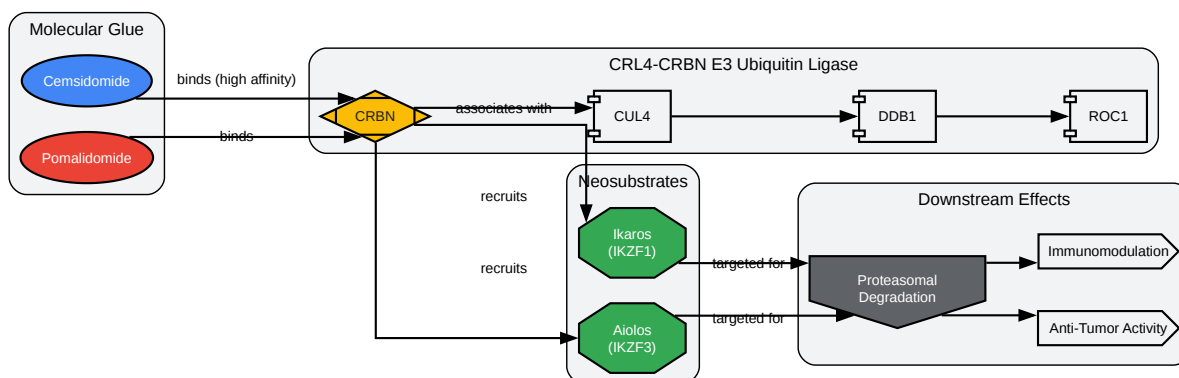 Molecular Glue
Cemsidomide
Pomalidomide
binds (high affinity)
binds
CRL4-CRBN E3 Ubiquitin Ligase
CRBN
associates with
CUL4
DDB1
ROC1
recruits
recruits
Neosubstrates
Ikaros
(IKZF1)
Aiolos
(IKZF3)
targeted for
targeted for
Downstream Effects
Proteasomal
Degradation
Immunomodulation
Anti-Tumor Activity